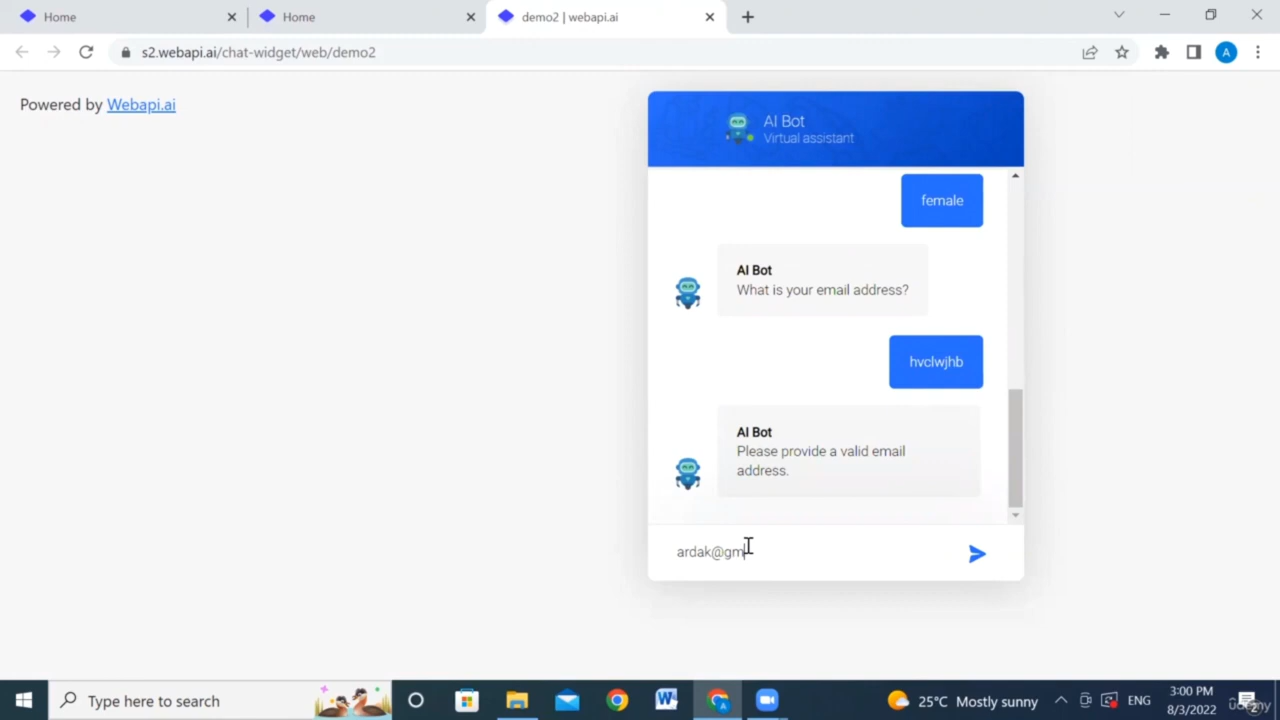 Home
Home
demo2 | webapi.ai
s2.webapi.ai/chat-widget/web/demo2
A
Powered by Webapi.ai
AI Bot
Virtual assistant
female
AI Bot
What is your email address?
hvclwjhb
AI Bot
Please provide a valid email
address.
ardak@gm
Type here to search
25°C Mostly sunny
ENG
3:00 PM
8/3/2022
2
udemy